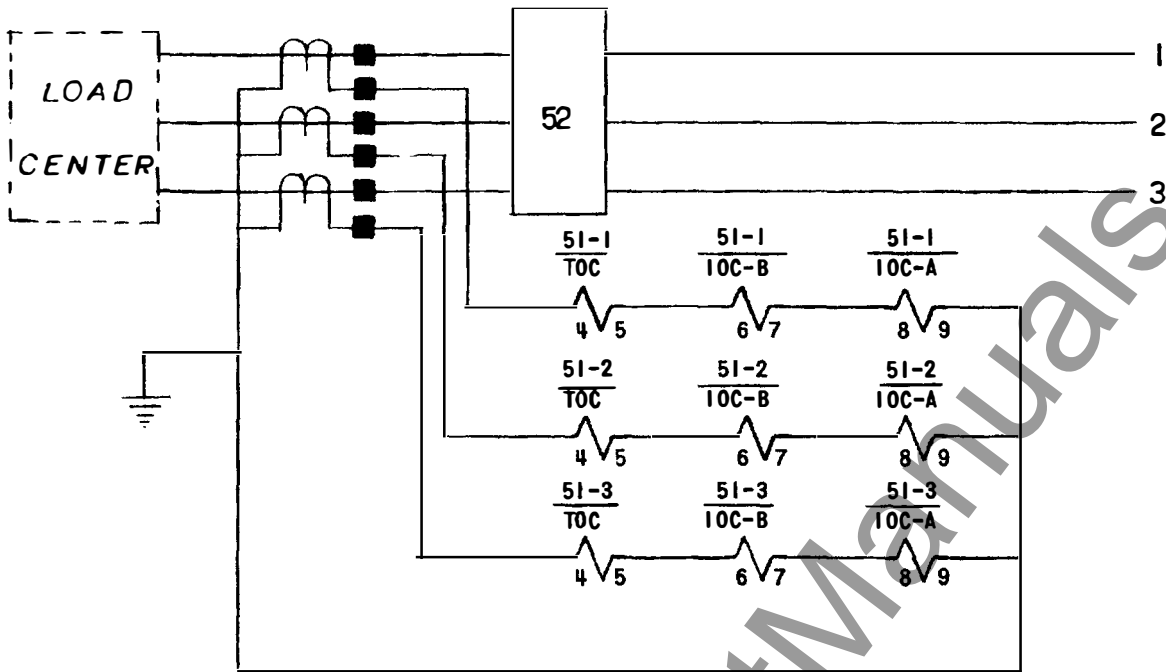 LOAD
CENTER
52
1
2
3
51-1
TOC
51-1
IOC-B
51-1
IOC-A
4 5
6 7
8 9
51-2
TOC
51-2
IOC-B
51-2
IOC-A
4 5
6 7
8 9
51-3
TOC
51-3
IOC-B
51-3
IOC-A
4 5
6 7
8 9
tManuals